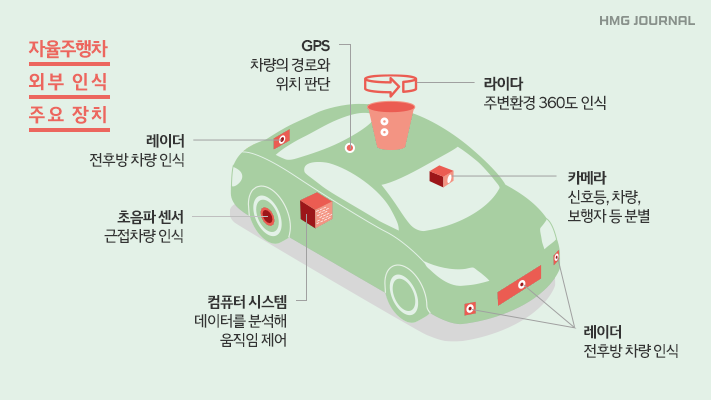 HMG JOURNAL
자율주행차
외부 인식
주요 장치
GPS
차량의 경로와
위치 판단
라이다
주변환경 360도 인식
레이더
전후방 차량 인식
카메라
신호등, 차량,
보행자 등 분별
초음파 센서
근접차량 인식
컴퓨터 시스템
데이터를 분석해
움직임 제어
레이더
전후방 차량 인식